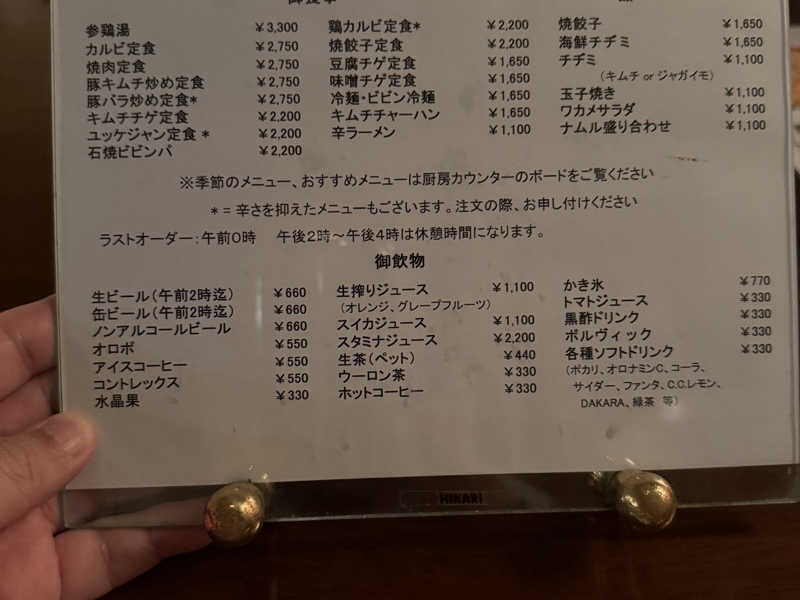 御食事
参鶏湯 ￥3,300
カルビ定食 ￥2,750
焼肉定食 ￥2,750
豚キムチ炒め定食 ￥2,750
豚バラ炒め定食* ￥2,750
キムチチゲ定食 ￥2,200
ユッケジャン定食 * ￥2,200
石焼ビビンパ ￥2,200
鶏カルビ定食* ￥2,200
焼餃子定食 ￥2,200
豆腐チゲ定食 ￥1,650
味噌チゲ定食 ￥1,650
冷麺・ビビン冷麺 ￥1,650
キムチチャーハン ￥1,650
辛ラーメン ￥1,100
焼餃子 ￥1,650
海鮮チヂミ ￥1,650
チヂミ ￥1,100
（キムチ or ジャガイモ）
玉子焼き ￥1,100
ワカメサラダ ￥1,100
ナムル盛り合わせ ￥1,100
※季節のメニュー、おすすめメニューは厨房カウンターのボードをご覧ください
* = 辛さを抑えたメニューもございます。注文の際、お申し付けください
ラストオーダー：午前0時 午後2時～午後4時は休憩時間になります。
御飲物
生ビール（午前2時迄） ￥660
缶ビール（午前2時迄） ￥660
ノンアルコールビール ￥660
オロポ ￥550
アイスコーヒー ￥550
コントレックス ￥550
水晶果 ￥330
生搾りジュース ￥1,100
（オレンジ、グレープフルーツ）
スイカジュース ￥1,100
スタミナジュース ￥2,200
生茶（ペット） ￥440
ウーロン茶 ￥330
ホットコーヒー ￥330
かき氷 ￥770
トマトジュース ￥330
黒酢ドリンク ￥330
ボルヴィック ￥330
各種ソフトドリンク ￥330
（ポカリ、オロナミンC、コーラ、
サイダー、ファンタ、C.C.レモン、
DAKARA、緑茶 等）
HIKARI